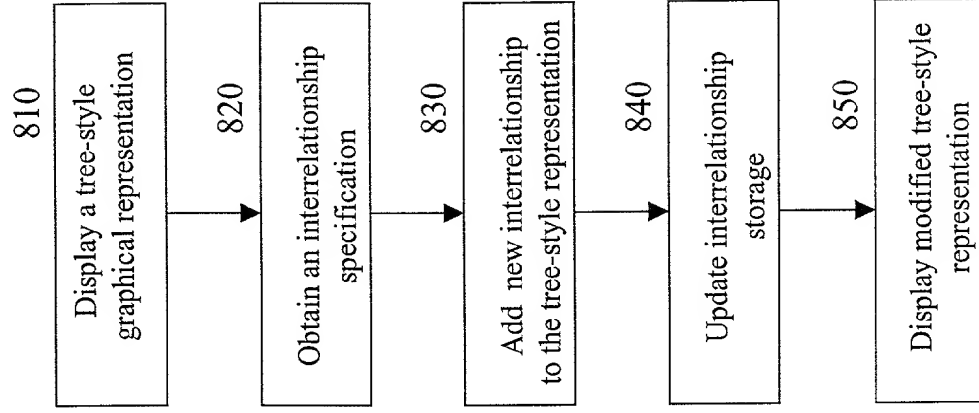 810
Display a tree-style
graphical representation
820
Obtain an interrelationship
specification
830
Add new interrelationship
to the tree-style representation
840
Update interrelationship
storage
850
Display modified tree-style
representation